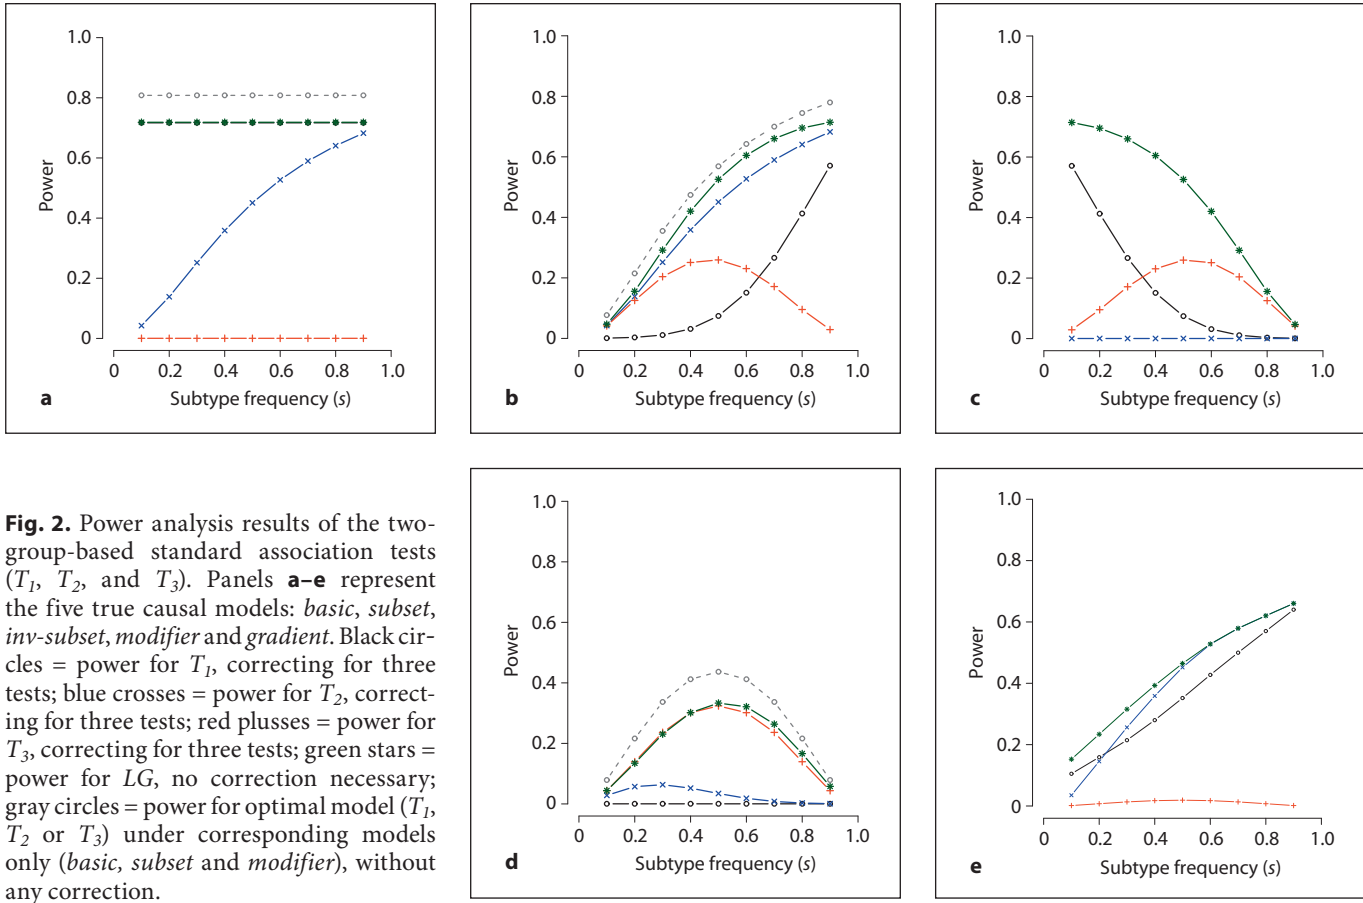 1.0
0.8
0.6
0.4
0.2
0
Power
0 0.2 0.4 0.6 0.8 1.0
Subtype frequency (s)
a
1.0
0.8
0.6
0.4
0.2
0
Power
0 0.2 0.4 0.6 0.8 1.0
Subtype frequency (s)
b
1.0
0.8
0.6
0.4
0.2
0
Power
0 0.2 0.4 0.6 0.8 1.0
Subtype frequency (s)
c
Fig. 2. Power analysis results of the two-
group-based standard association tests
(T1, T2, and T3). Panels a–e represent
the five true causal models: basic, subset,
inv-subset, modifier and gradient. Black cir-
cles = power for T1, correcting for three
tests; blue crosses = power for T2, correct-
ing for three tests; red plusses = power for
T3, correcting for three tests; green stars =
power for LG, no correction necessary;
gray circles = power for optimal model (T1,
T2 or T3) under corresponding models
only (basic, subset and modifier), without
any correction.
1.0
0.8
0.6
0.4
0.2
0
Power
0 0.2 0.4 0.6 0.8 1.0
Subtype frequency (s)
d
1.0
0.8
0.6
0.4
0.2
0
Power
0 0.2 0.4 0.6 0.8 1.0
Subtype frequency (s)
e